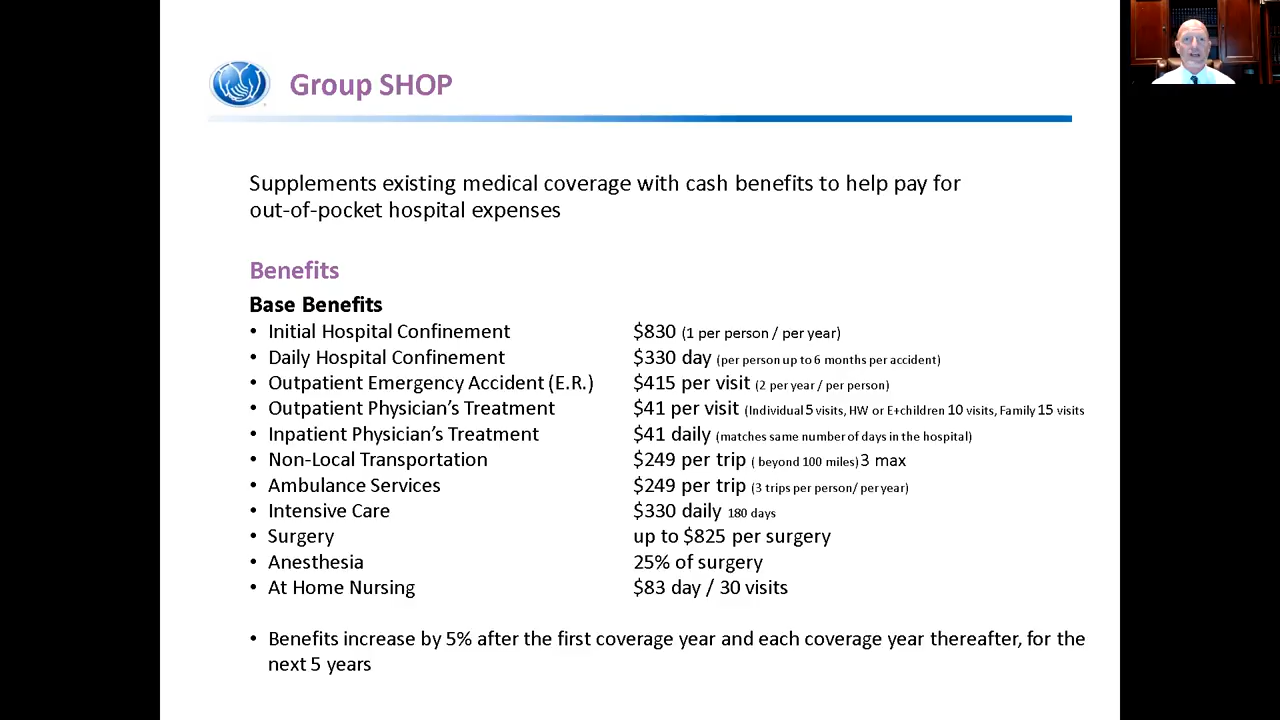 Group SHOP
Supplements existing medical coverage with cash benefits to help pay for
out-of-pocket hospital expenses
Benefits
Base Benefits
• Initial Hospital Confinement $830 (1 per person / per year)
• Daily Hospital Confinement $330 day (per person up to 6 months per accident)
• Outpatient Emergency Accident (E.R.) $415 per visit (2 per year / per person)
• Outpatient Physician's Treatment $41 per visit (Individual 5 visits, HW or E+children 10 visits, Family 15 visits
• Inpatient Physician's Treatment $41 daily (matches same number of days in the hospital)
• Non-Local Transportation $249 per trip ( beyond 100 miles) 3 max
• Ambulance Services $249 per trip (3 trips per person/ per year)
• Intensive Care $330 daily 180 days
• Surgery up to $825 per surgery
• Anesthesia 25% of surgery
• At Home Nursing $83 day / 30 visits
• Benefits increase by 5% after the first coverage year and each coverage year thereafter, for the
next 5 years